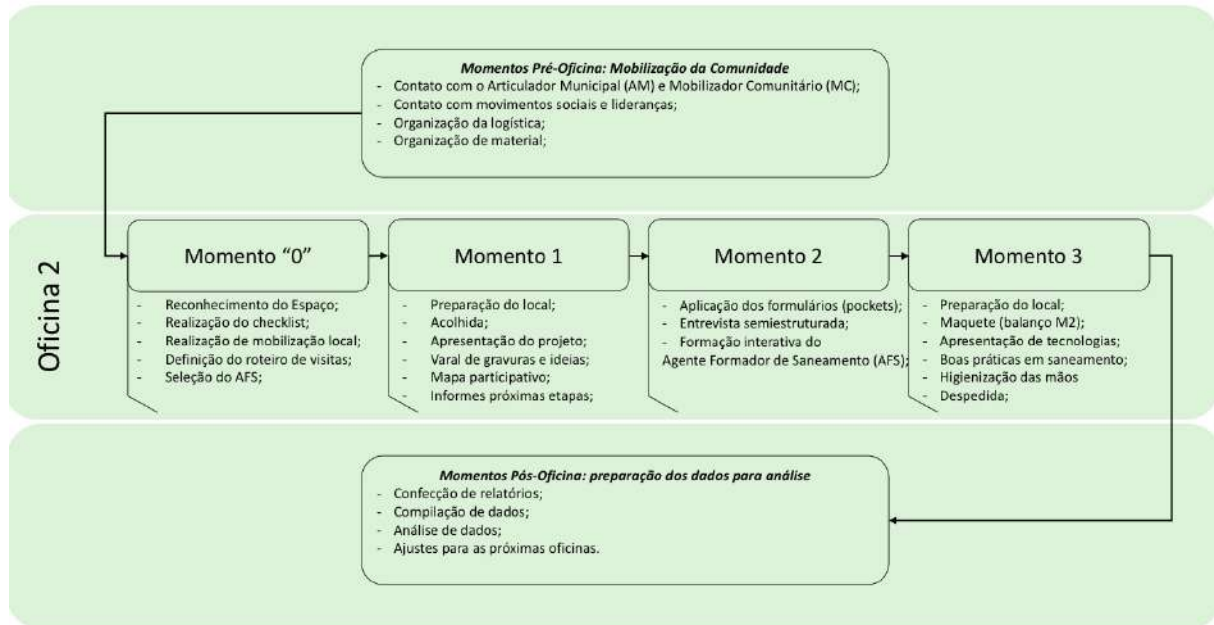 Momentos Pré-Oficina: Mobilização da Comunidade
- Contato com o Articulador Municipal (AM) e Mobilizador Comunitário (MC);
- Contato com movimentos sociais e lideranças;
- Organização da logística;
- Organização de material;
Oficina 2
Momento “0”
- Reconhecimento do Espaço;
- Realização do checklist;
- Realização de mobilização local;
- Definição do roteiro de visitas;
- Seleção do AFS;
Momento 1
- Preparação do local;
- Acolhida;
- Apresentação do projeto;
- Varal de gravuras e ideias;
- Mapa participativo;
- Informes próximas etapas;
Momento 2
- Aplicação dos formulários (pockets);
- Entrevista semiestruturada;
- Formação interativa do
Agente Formador de Saneamento (AFS);
Momento 3
- Preparação do local;
- Maquete (balanço M2);
- Apresentação de tecnologias;
- Boas práticas em saneamento;
- Higienização das mãos
- Despedida;
Momentos Pós-Oficina: preparação dos dados para análise
- Confecção de relatórios;
- Compilação de dados;
- Análise de dados;
- Ajustes para as próximas oficinas.